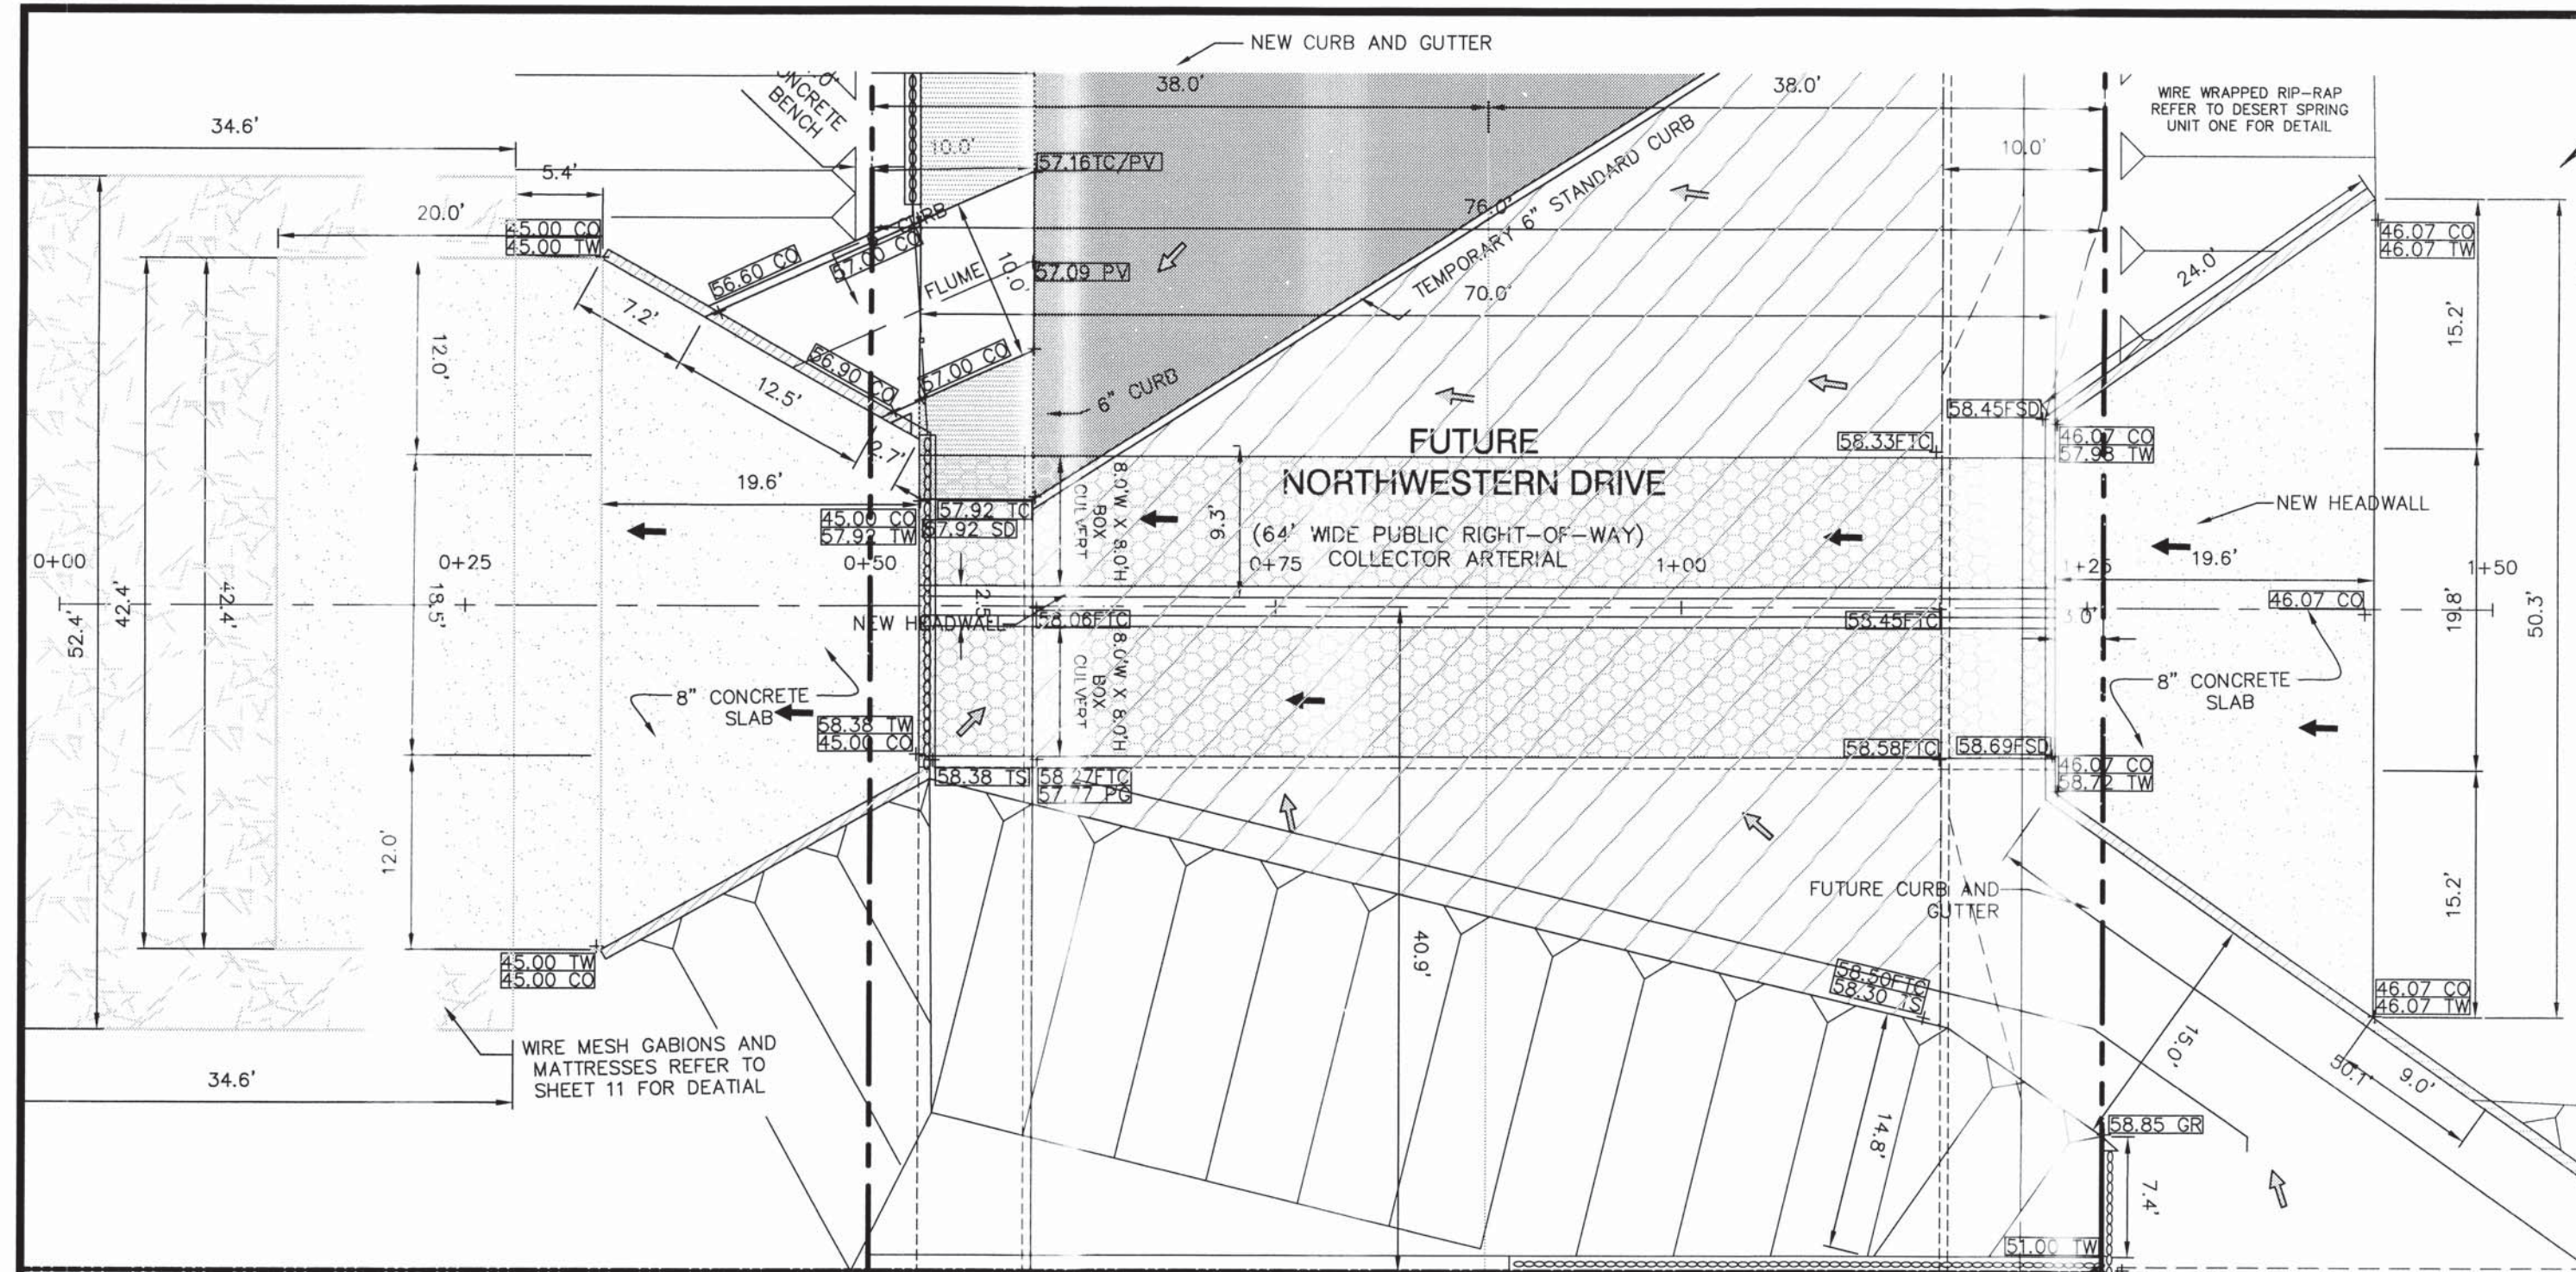 NEW CURB AND GUTTER
38.0'
38.0'
WIRE WRAPPED RIP-RAP
REFER TO DESERT SPRING
UNIT ONE FOR DETAIL
BENCH
34.6'
10.0'
10.0'
57.16TC/PV
5.4'
20.0'
45.00 CO
45.00 TW
CURB
57.00 CO
56.60 CO
FLUME
10.0'
57.09 PV
TEMPORARY 6" STANDARD CURB
76.0'
70.0'
24.0'
46.07 CO
46.07 TW
15.2'
7.2'
12.0'
12.5'
56.90 CO
57.00 CO
6" CURB
2.7'
58.45FSD
58.33FTC
46.07 CO
57.98 TW
FUTURE
NORTHWESTERN DRIVE
(64' WIDE PUBLIC RIGHT-OF-WAY)
COLLECTOR ARTERIAL
19.6'
45.00 CO
57.92 TW
57.92 TC
57.92 SD
8.0'W X 8.0'H
BOX
CULVERT
9.3'
NEW HEADWALL
19.6'
0+00
0+25
0+50
0+75
1+00
1+25
1+50
52.4'
42.4'
42.4'
18.5'
2.5'
NEW HEADWALL
58.06FTC
58.45FTC
3.0'
46.07 CO
19.8'
50.3'
8.0'W X 8.0'H
BOX
CULVERT
8" CONCRETE
SLAB
58.38 TW
45.00 CO
58.38 TS
58.27FTC
57.77 PG
58.58FTC
58.69FSD
46.07 CO
58.72 TW
8" CONCRETE
SLAB
12.0'
FUTURE CURB AND
GUTTER
15.2'
40.9'
45.00 TW
45.00 CO
58.50FTC
58.30 TS
46.07 CO
46.07 TW
WIRE MESH GABIONS AND
MATTRESSES REFER TO
SHEET 11 FOR DEATIAL
34.6'
15.0'
50.1'
9.0'
14.8'
58.85 GR
7.4'
51.00 TW